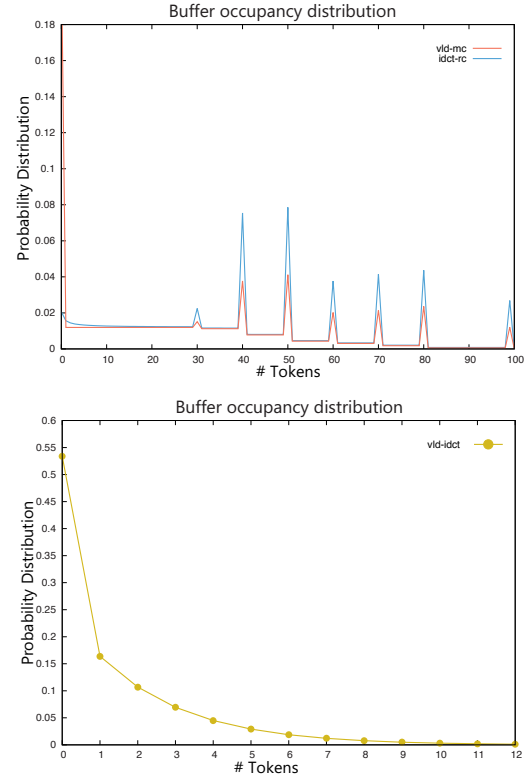 Buffer occupancy distribution
0.18
0.16
0.14
0.12
0.1
0.08
0.06
0.04
0.02
0
Probability Distribution
vld-mc
idct-rc
0 10 20 30 40 50 60 70 80 90 100
# Tokens
Buffer occupancy distribution
0.6
0.55
0.5
0.45
0.4
0.35
0.3
0.25
0.2
0.15
0.1
0.05
0
Probability Distribution
vld-idct
0 1 2 3 4 5 6 7 8 9 10 11 12
# Tokens